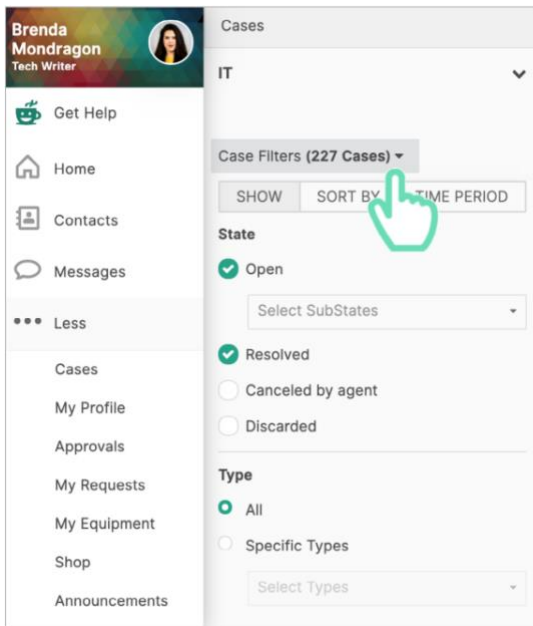 Brenda
Mondragon
Tech Writer
Get Help
Home
Contacts
Messages
Less
Cases
My Profile
Approvals
My Requests
My Equipment
Shop
Announcements
Cases
IT
Case Filters (227 Cases)
SHOW SORT BY TIME PERIOD
State
Open
Select SubStates
Resolved
Canceled by agent
Discarded
Type
All
Specific Types
Select Types